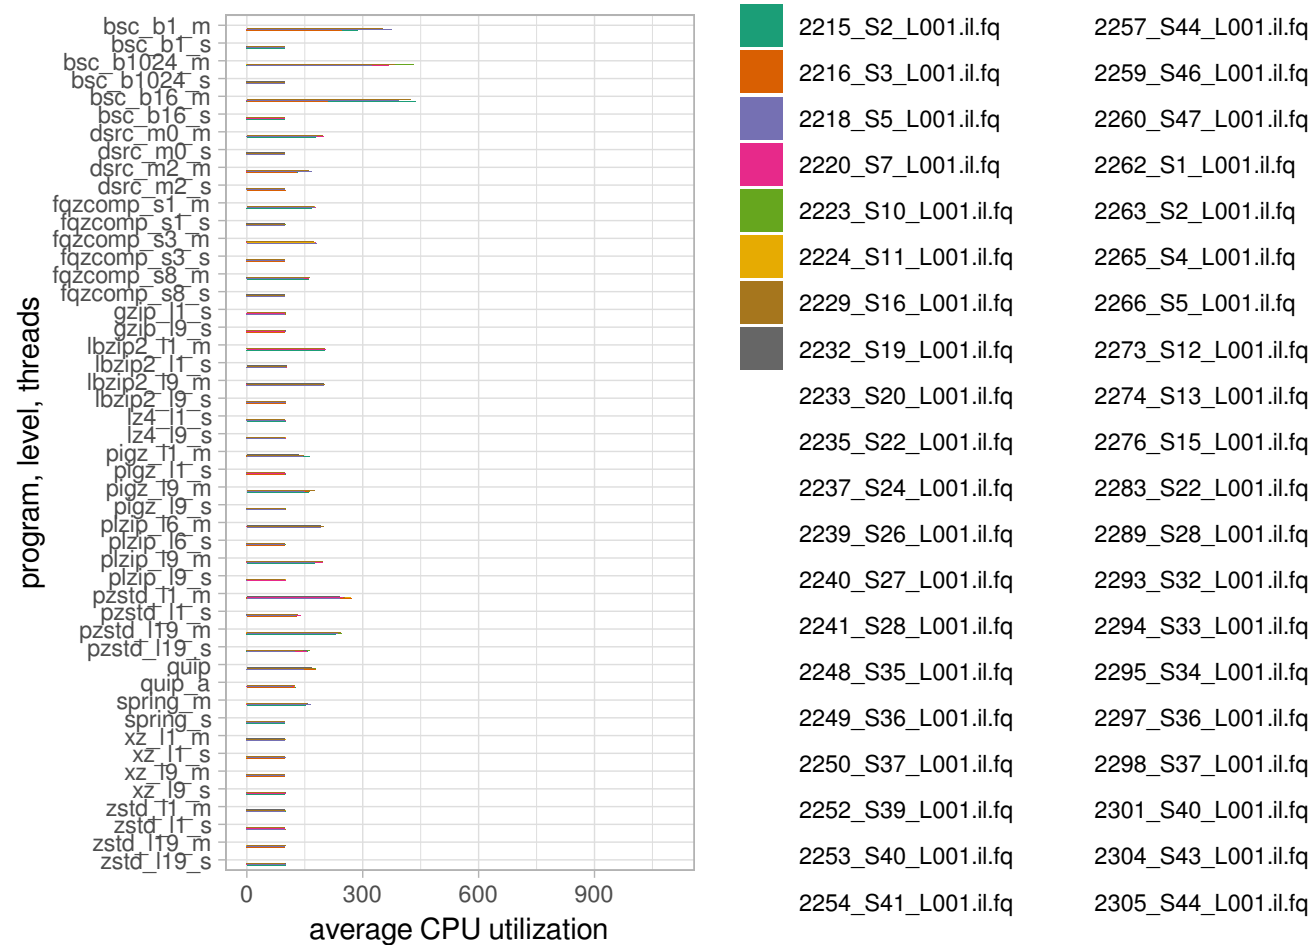 program, level, threads
bsc_b1_m
bsc_b1_s
bsc_b1024_m
bsc_b1024_s
bsc_b16_m
bsc_b16_s
dsrc_m0_m
dsrc_m0_s
dsrc_m2_m
dsrc_m2_s
fqzcomp_s1_m
fqzcomp_s1_s
fqzcomp_s3_m
fqzcomp_s3_s
fqzcomp_s8_m
fqzcomp_s8_s
gzip_l1_s
gzip_l9_s
lbzip2_l1_m
lbzip2_l1_s
lbzip2_l9_m
lbzip2_l9_s
lz4_l1_s
lz4_l9_s
pigz_l1_m
pigz_l1_s
pigz_l9_m
pigz_l9_s
plzip_l6_m
plzip_l6_s
plzip_l9_m
plzip_l9_s
pzstd_l1_m
pzstd_l1_s
pzstd_l19_m
pzstd_l19_s
quip
quip_a
spring_m
spring_s
xz_l1_m
xz_l1_s
xz_l9_m
xz_l9_s
zstd_l1_m
zstd_l1_s
zstd_l19_m
zstd_l19_s
0 300 600 900
average CPU utilization
2215_S2_L001.il.fq
2216_S3_L001.il.fq
2218_S5_L001.il.fq
2220_S7_L001.il.fq
2223_S10_L001.il.fq
2224_S11_L001.il.fq
2229_S16_L001.il.fq
2232_S19_L001.il.fq
2233_S20_L001.il.fq
2235_S22_L001.il.fq
2237_S24_L001.il.fq
2239_S26_L001.il.fq
2240_S27_L001.il.fq
2241_S28_L001.il.fq
2248_S35_L001.il.fq
2249_S36_L001.il.fq
2250_S37_L001.il.fq
2252_S39_L001.il.fq
2253_S40_L001.il.fq
2254_S41_L001.il.fq
2257_S44_L001.il.fq
2259_S46_L001.il.fq
2260_S47_L001.il.fq
2262_S1_L001.il.fq
2263_S2_L001.il.fq
2265_S4_L001.il.fq
2266_S5_L001.il.fq
2273_S12_L001.il.fq
2274_S13_L001.il.fq
2276_S15_L001.il.fq
2283_S22_L001.il.fq
2289_S28_L001.il.fq
2293_S32_L001.il.fq
2294_S33_L001.il.fq
2295_S34_L001.il.fq
2297_S36_L001.il.fq
2298_S37_L001.il.fq
2301_S40_L001.il.fq
2304_S43_L001.il.fq
2305_S44_L001.il.fq